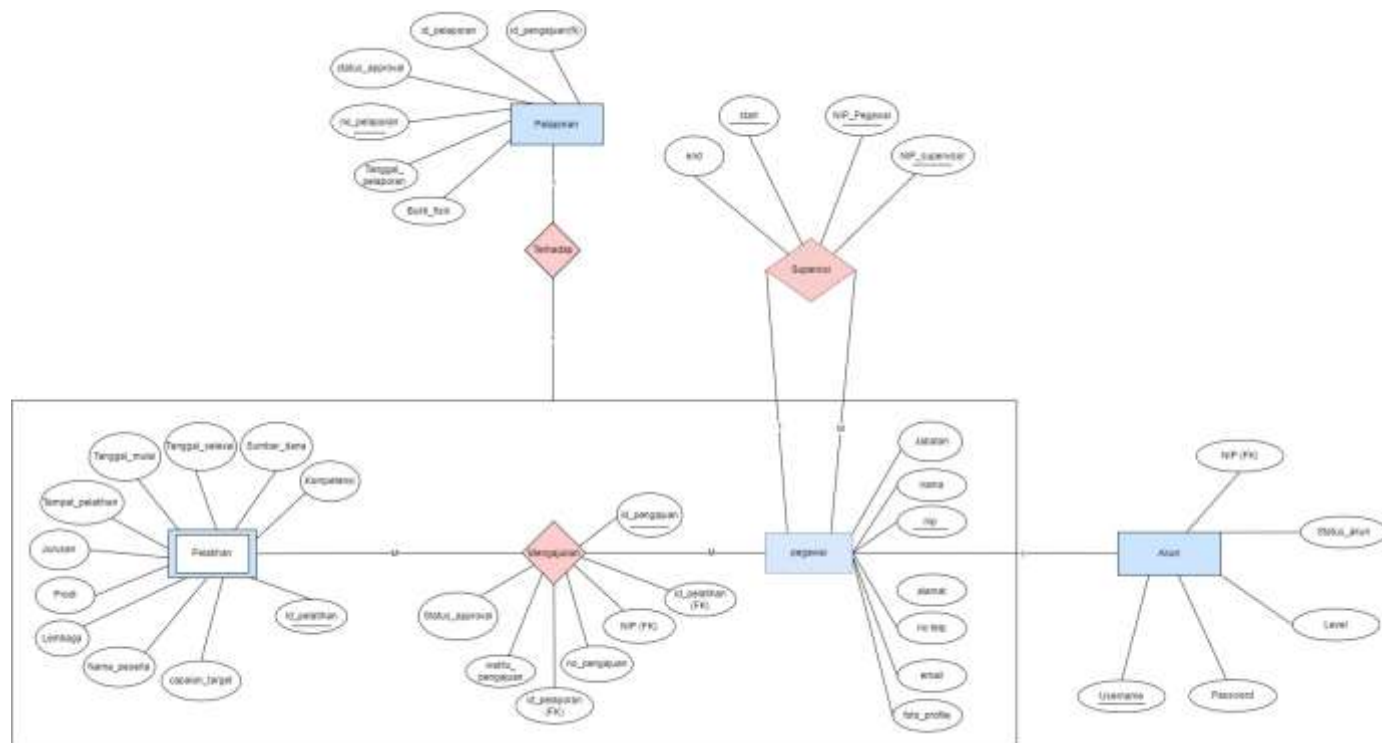 id_pelaporan
id_pengajuan(fk)
status_approval
no_pelaporan
Tanggal_
pelaporan
Bukti_fisik
Terhadap
end
start
NIP_Pegawai
NIP_supervisor
Supervisi
Tanggal_mulai
Tanggal_selesai
Sumber_dana
Kompetensi
Tempat_pelatihan
Jurusan
Prodi
Lembaga
Nama_peserta
capaian_target
Id_pelatihan
Pelatihan
M
id_pengajuan
Mengajukan
M
Status_approval
pengajuan
id_pelaporan
(FK)
no_pengajuan
NIP (FK)
id_pelatihan
(FK)
M
pegawai
Jabatan
nama
nip
alamat
no telp
email
foto_profile
NIP (FK)
Status_akun
Akun
Level
Username
Password